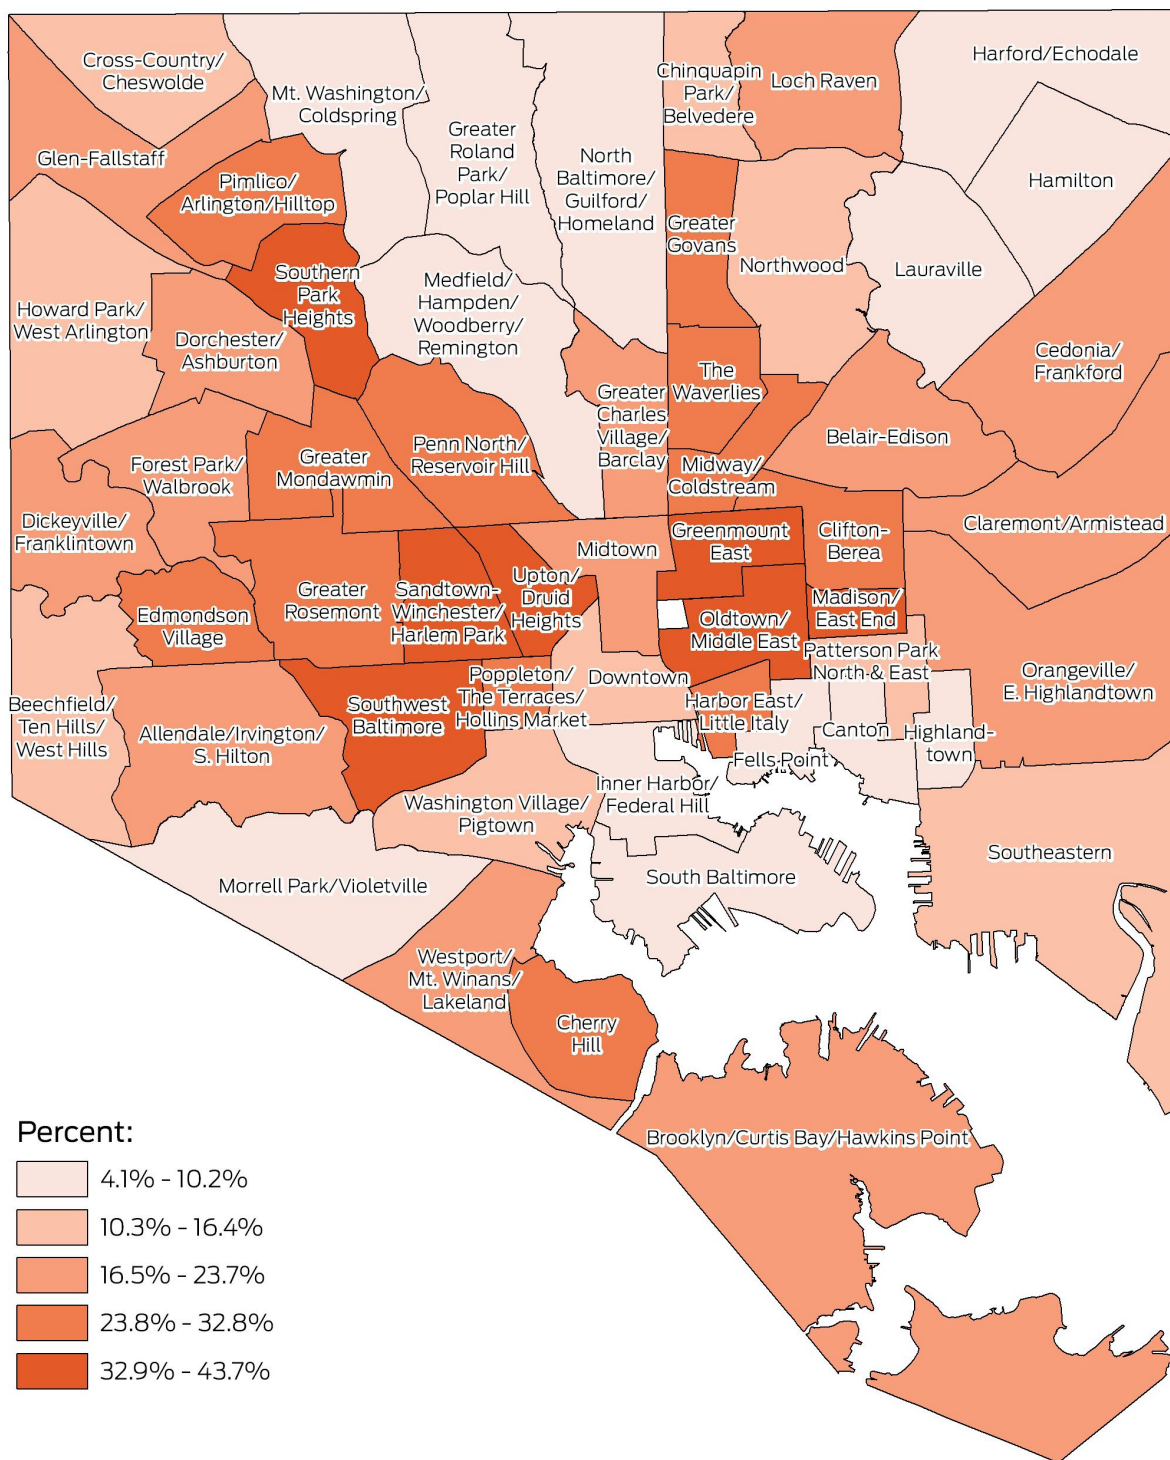 Cross-Country/
Cheswolde
Mt. Washington/
Coldspring
Greater
Roland
Park/
Poplar Hill
North
Baltimore/
Guilford/
Homeland
Chinquapin
Park/
Belvedere
Loch Raven
Harford/Echodale
Glen-Fallstaff
Pimlico/
Arlington/Hilltop
Hamilton
Greater
Govans
Northwood
Lauraville
Southern
Park
Heights
Medfield/
Hampden/
Woodberry/
Remington
Howard Park/
West Arlington
Dorchester/
Ashburton
Cedonia/
Frankford
The
Waverlies
Greater
Charles
Village/
Barclay
Belair-Edison
Penn North/
Reservoir Hill
Greater
Mondawmin
Forest Park/
Walbrook
Midway/
Coldstream
Dickeyville/
Franklintown
Claremont/Armistead
Greenmount
East
Clifton-
Berea
Midtown
Upton/
Druid
Heights
Sandtown-
Winchester/
Harlem Park
Greater
Rosemont
Edmondson
Village
Madison/
East End
Oldtown/
Middle East
Patterson Park
North & East
Orangeville/
E. Highlandtown
Poppleton/
The Terraces/
Hollins Market
Downtown
Harbor East/
Little Italy
Southwest
Baltimore
Beechfield/
Ten Hills/
West Hills
Allendale/Irvington/
S. Hilton
Canton
Highland-
town
Fells Point
Inner Harbor/
Federal Hill
Washington Village/
Pigtown
Southeastern
Morrell Park/Violetville
South Baltimore
Westport/
Mt. Winans/
Lakeland
Cherry
Hill
Brooklyn/Curtis Bay/Hawkins Point
Percent:
4.1% - 10.2%
10.3% - 16.4%
16.5% - 23.7%
23.8% - 32.8%
32.9% - 43.7%